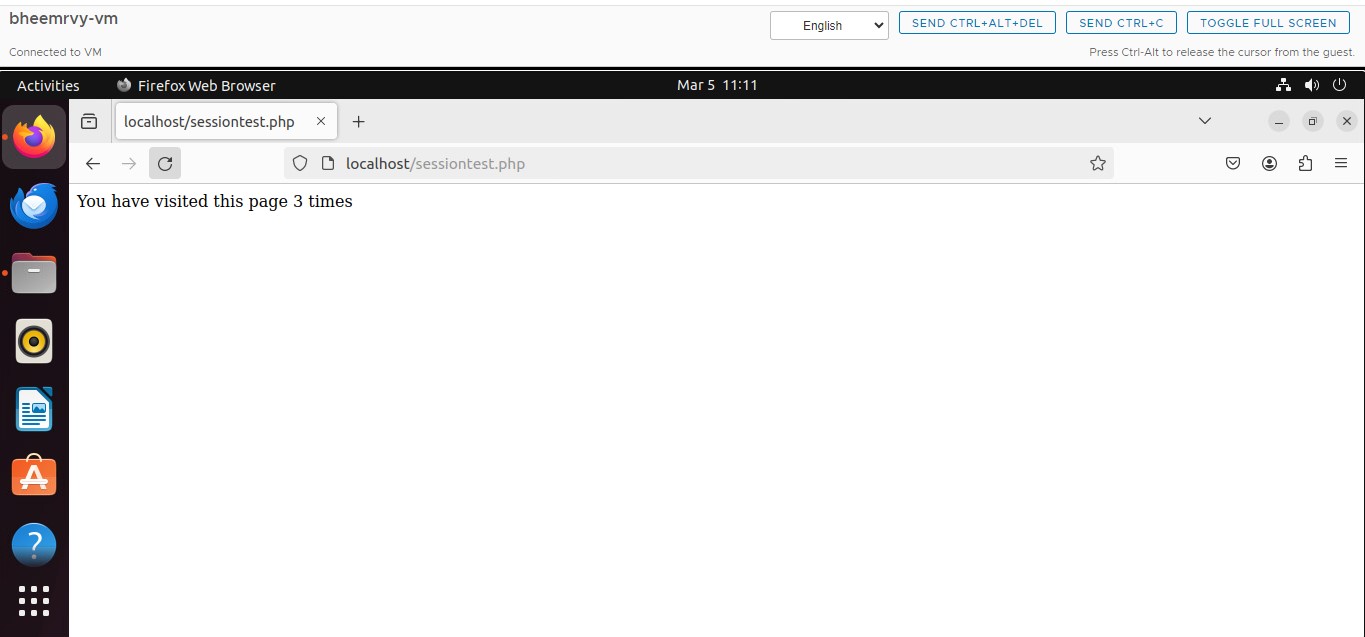 bheemrvy-vm
English
SEND CTRL+ALT+DEL
SEND CTRL+C
TOGGLE FULL SCREEN
Connected to VM
Press Ctrl-Alt to release the cursor from the guest.
Activities
Firefox Web Browser
Mar 5 11:11
localhost/sessiontest.php
localhost/sessiontest.php
You have visited this page 3 times